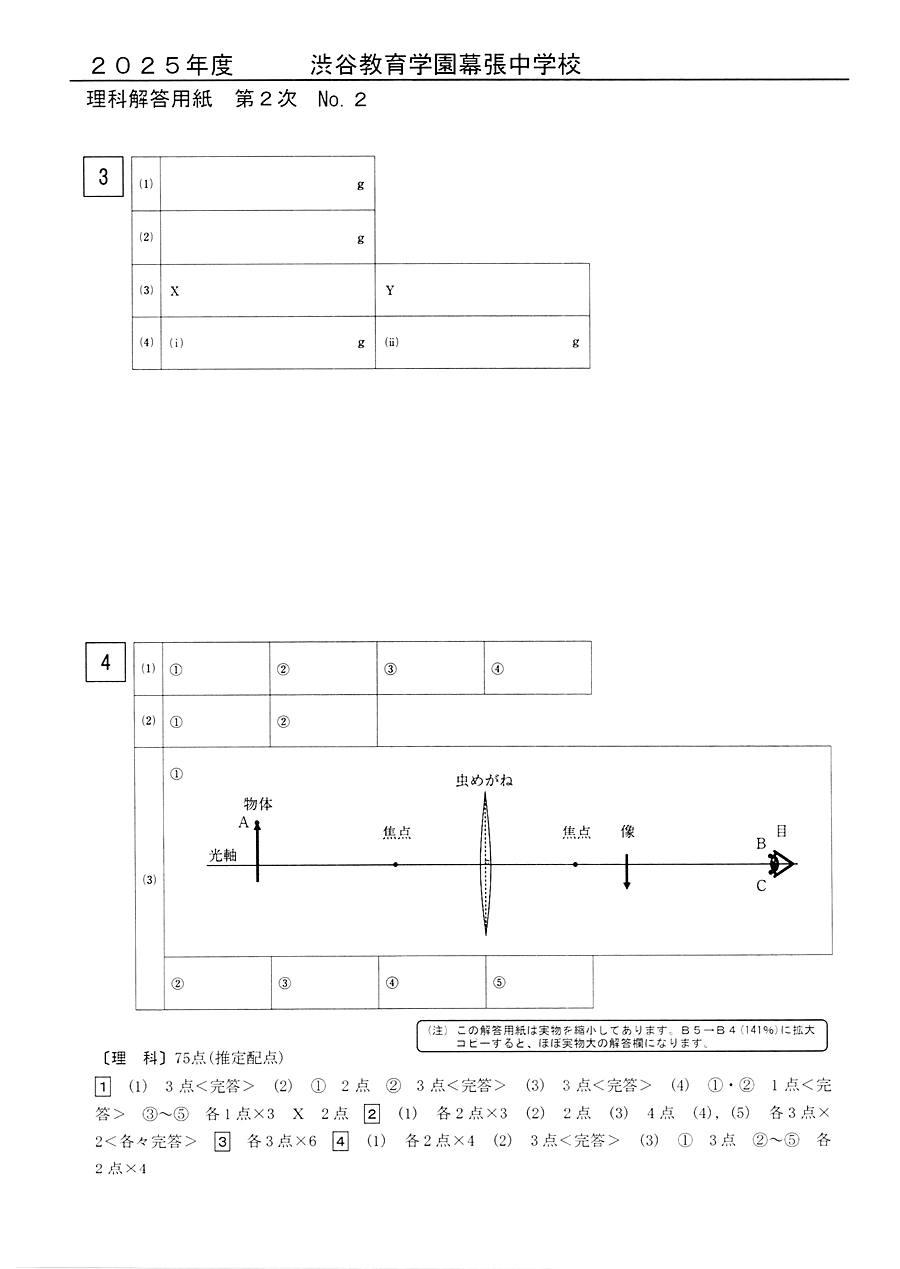 2025年度　渋谷教育学園幕張中学校
理科解答用紙　第2次　No.2
3
(1)　g
(2)　g
(3)　X　Y
(4)　(i)　g　(ii)　g
4
(1)　①　②　③　④
(2)　①　②
(3)
①
虫めがね
物体
A
焦点　焦点　像　目
B
光軸
C
②　③　④　⑤
(注)　この解答用紙は実物を縮小してあります。B5→B4(141%)に拡大
コピーすると、ほぼ実物大の解答欄になります。
〔理　科〕75点(推定配点)
1　(1)　3点<完答>　(2)　①　2点　②　3点<完答>　(3)　3点<完答>　(4)　①・②　1点<完
答>　③〜⑤　各1点×3　X　2点　2　(1)　各2点×3　(2)　2点　(3)　4点　(4), (5)　各3点×
2<各々完答>　3　各3点×6　4　(1)　各2点×4　(2)　3点<完答>　(3)　①　3点　②〜⑤　各
2点×4